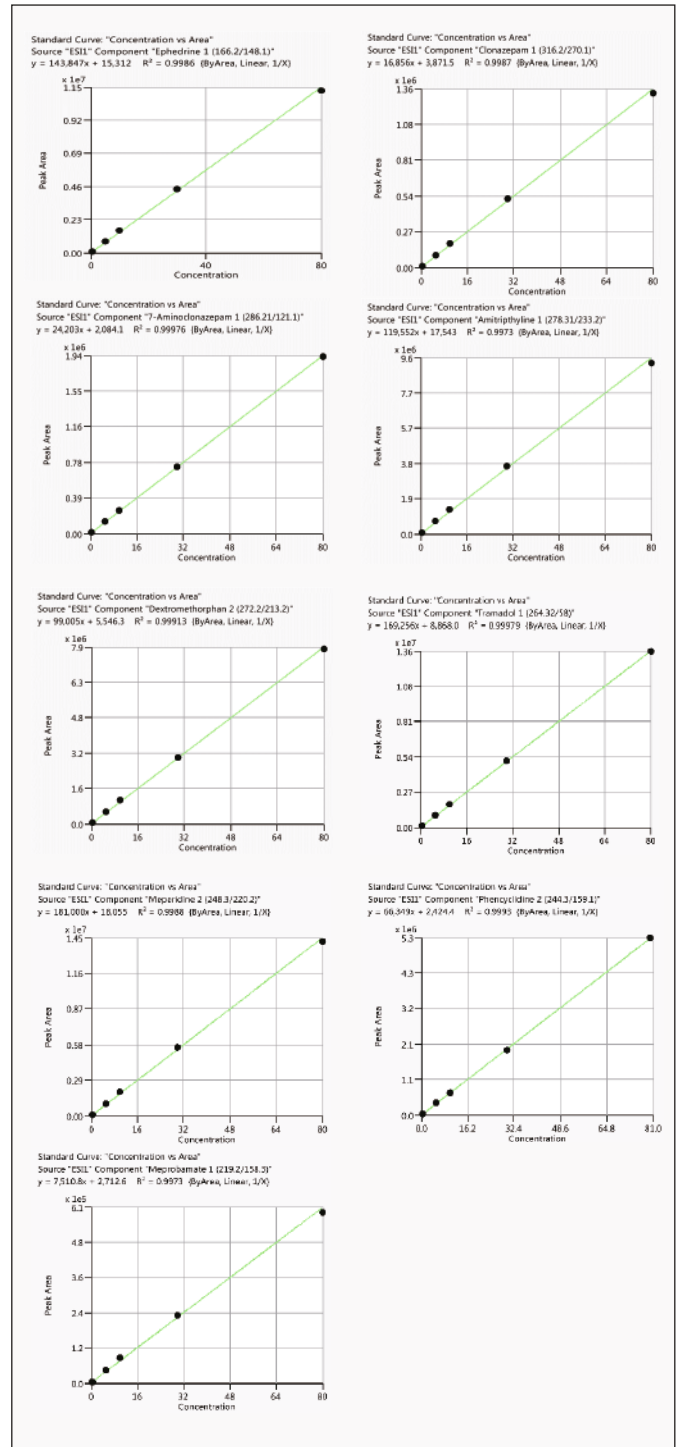 Standard Curve: "Concentration vs Area"
Source "ESI1" Component "Ephedrine 1 (166.2/148.1)"
y = 143,847x + 15,312 R² = 0.9986 (ByArea, Linear, 1/X)
x 1e7
1.15
0.92
0.69
0.46
0.23
0.00
Peak Area
0 40 80
Concentration
Standard Curve: "Concentration vs Area"
Source "ESI1" Component "Clonazepam 1 (316.2/270.1)"
y = 16,856x + 3,871.5 R² = 0.9987 (ByArea, Linear, 1/X)
x 1e6
1.36
1.08
0.81
0.54
0.27
0.00
Peak Area
0 16 32 48 64 80
Concentration
Standard Curve: "Concentration vs Area"
Source "ESI1" Component "7-Aminoclonazepam 1 (286.21/121.1)"
y = 24,203x + 2,084.1 R² = 0.99976 (ByArea, Linear, 1/X)
x 1e6
1.94
1.55
1.16
0.78
0.39
0.00
Peak Area
0 16 32 48 64 80
Concentration
Standard Curve: "Concentration vs Area"
Source "ESI1" Component "Amitripthyline 1 (278.31/233.2)"
y = 119,552x + 17,543 R² = 0.9973 (ByArea, Linear, 1/X)
x 1e6
9.6
7.7
5.7
3.8
1.9
0.0
Peak Area
0 16 32 48 64 80
Concentration
Standard Curve: "Concentration vs Area"
Source "ESI1" Component "Dextromethorphan 2 (272.2/213.2)"
y = 99,005x + 5,546.3 R² = 0.99913 (ByArea, Linear, 1/X)
x 1e6
7.9
6.3
4.8
3.2
1.6
0.0
Peak Area
0 16 32 48 64 80
Concentration
Standard Curve: "Concentration vs Area"
Source "ESI1" Component "Tramadol 1 (264.32/58)"
y = 169,256x + 8,868.0 R² = 0.99979 (ByArea, Linear, 1/X)
x 1e7
1.36
1.08
0.81
0.54
0.27
0.00
Peak Area
0 16 32 48 64 80
Concentration
Standard Curve: "Concentration vs Area"
Source "ESI1" Component "Meperidine 2 (248.3/220.2)"
y = 181,008x + 18,055 R² = 0.9988 (ByArea, Linear, 1/X)
x 1e7
1.45
1.16
0.87
0.58
0.29
0.00
Peak Area
0 16 32 48 64 80
Concentration
Standard Curve: "Concentration vs Area"
Source "ESI1" Component "Phencyclidine 2 (244.3/159.1)"
y = 66,349x + 2,424.4 R² = 0.9993 (ByArea, Linear, 1/X)
x 1e6
5.3
4.3
3.2
2.1
1.1
0.0
Peak Area
0.0 16.2 32.4 48.6 64.8 81.0
Concentration
Standard Curve: "Concentration vs Area"
Source "ESI1" Component "Meprobamate 1
y = 7,510.8x + 2,712.6 R² = 0.9973 (ByArea, Linear, 1/X)
x 1e5
6.1
4.8
3.6
2.4
1.2
0.0
Peak Area
0 16 32 48 64 80
Concentration